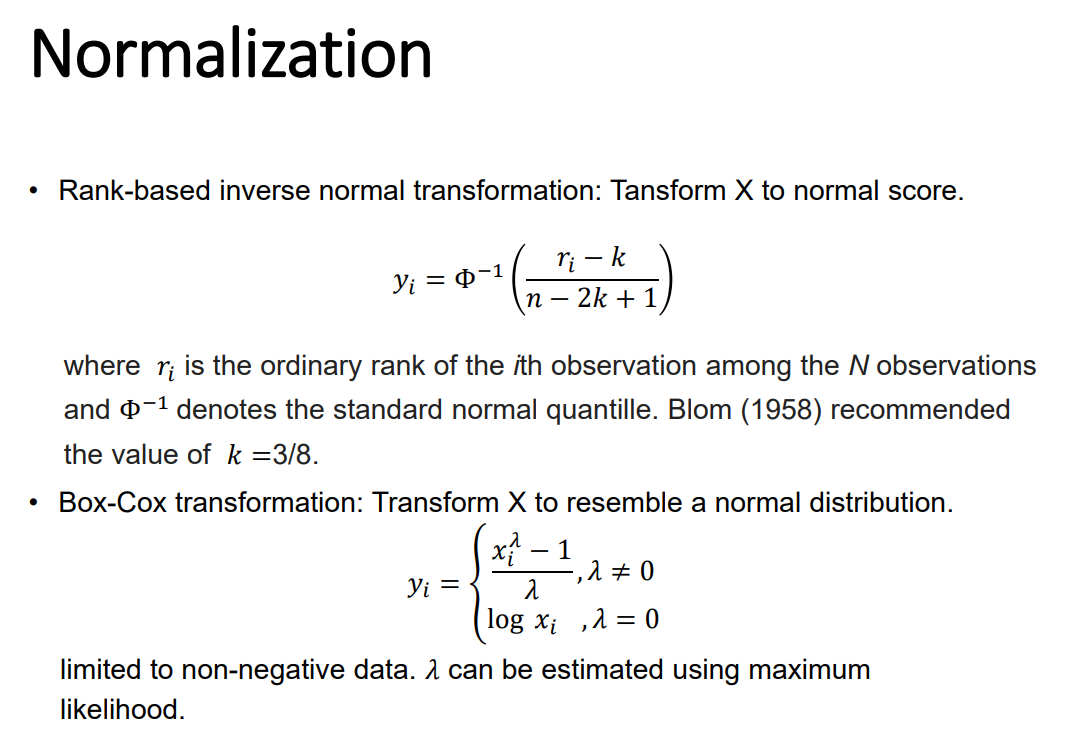 Normalization
• Rank-based inverse normal transformation: Tansform X to normal score.
yᵢ = Φ⁻¹ ( (rᵢ − k) / (n − 2k + 1) )
where rᵢ is the ordinary rank of the ith observation among the N observations
and Φ⁻¹ denotes the standard normal quantille. Blom (1958) recommended
the value of k =3/8.
• Box-Cox transformation: Transform X to resemble a normal distribution.
yᵢ = { (xᵢ^λ − 1) / λ , λ ≠ 0
log xᵢ , λ = 0
limited to non-negative data. λ can be estimated using maximum
likelihood.